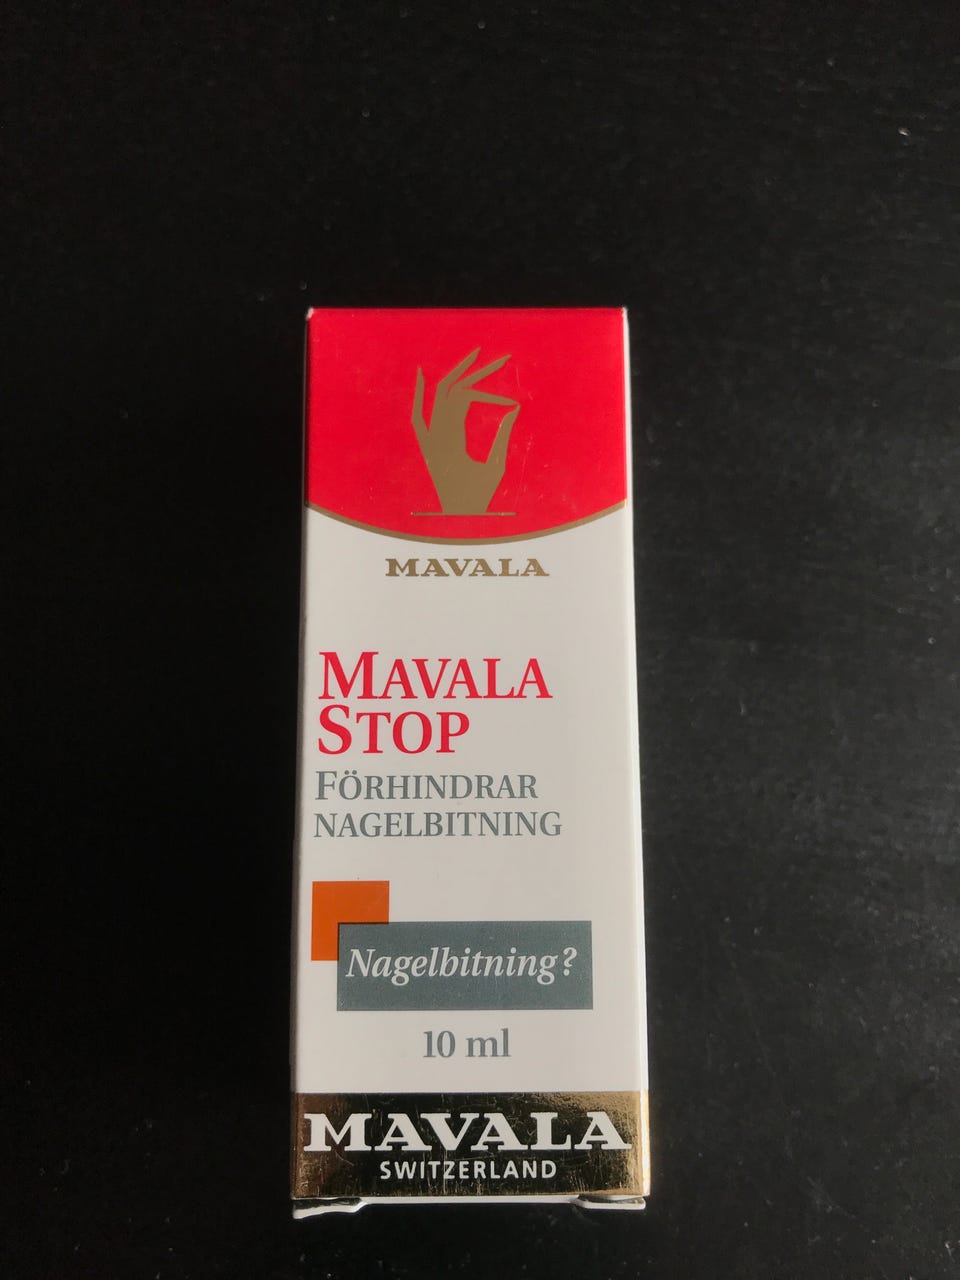 MAVALA
MAVALA
STOP
FÖRHINDRAR
NAGELBITNING
Nagelbitning?
10 ml
MAVALA
SWITZERLAND